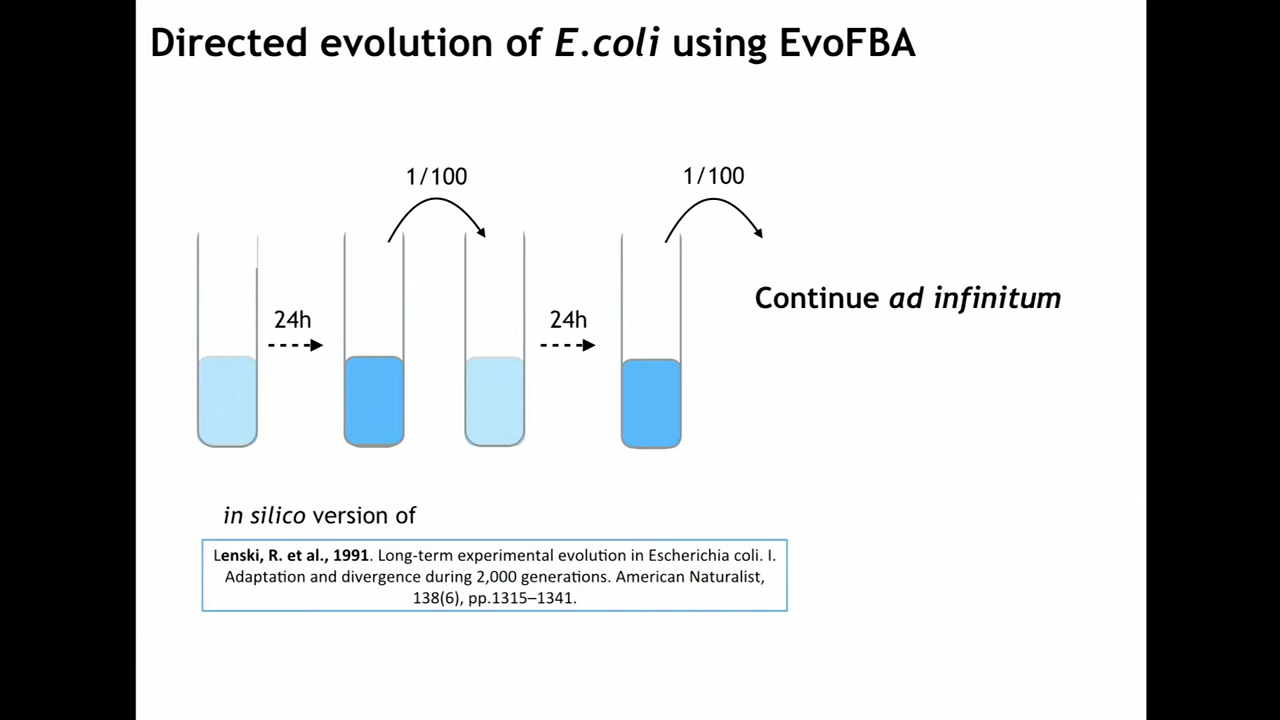 Directed evolution of E.coli using EvoFBA
1/100
1/100
Continue ad infinitum
24h
24h
in silico version of
Lenski, R. et al., 1991. Long-term experimental evolution in Escherichia coli. I.
Adaptation and divergence during 2,000 generations. American Naturalist,
138(6), pp.1315–1341.